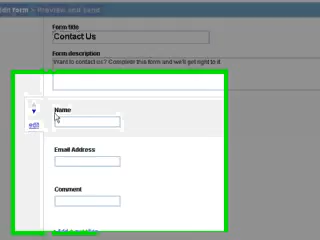 Edit form > Preview and send
Form title
Contact Us
Form description
Want to contact us? Complete this form and we'll get right to it
Name
edit
Email Address
Comment